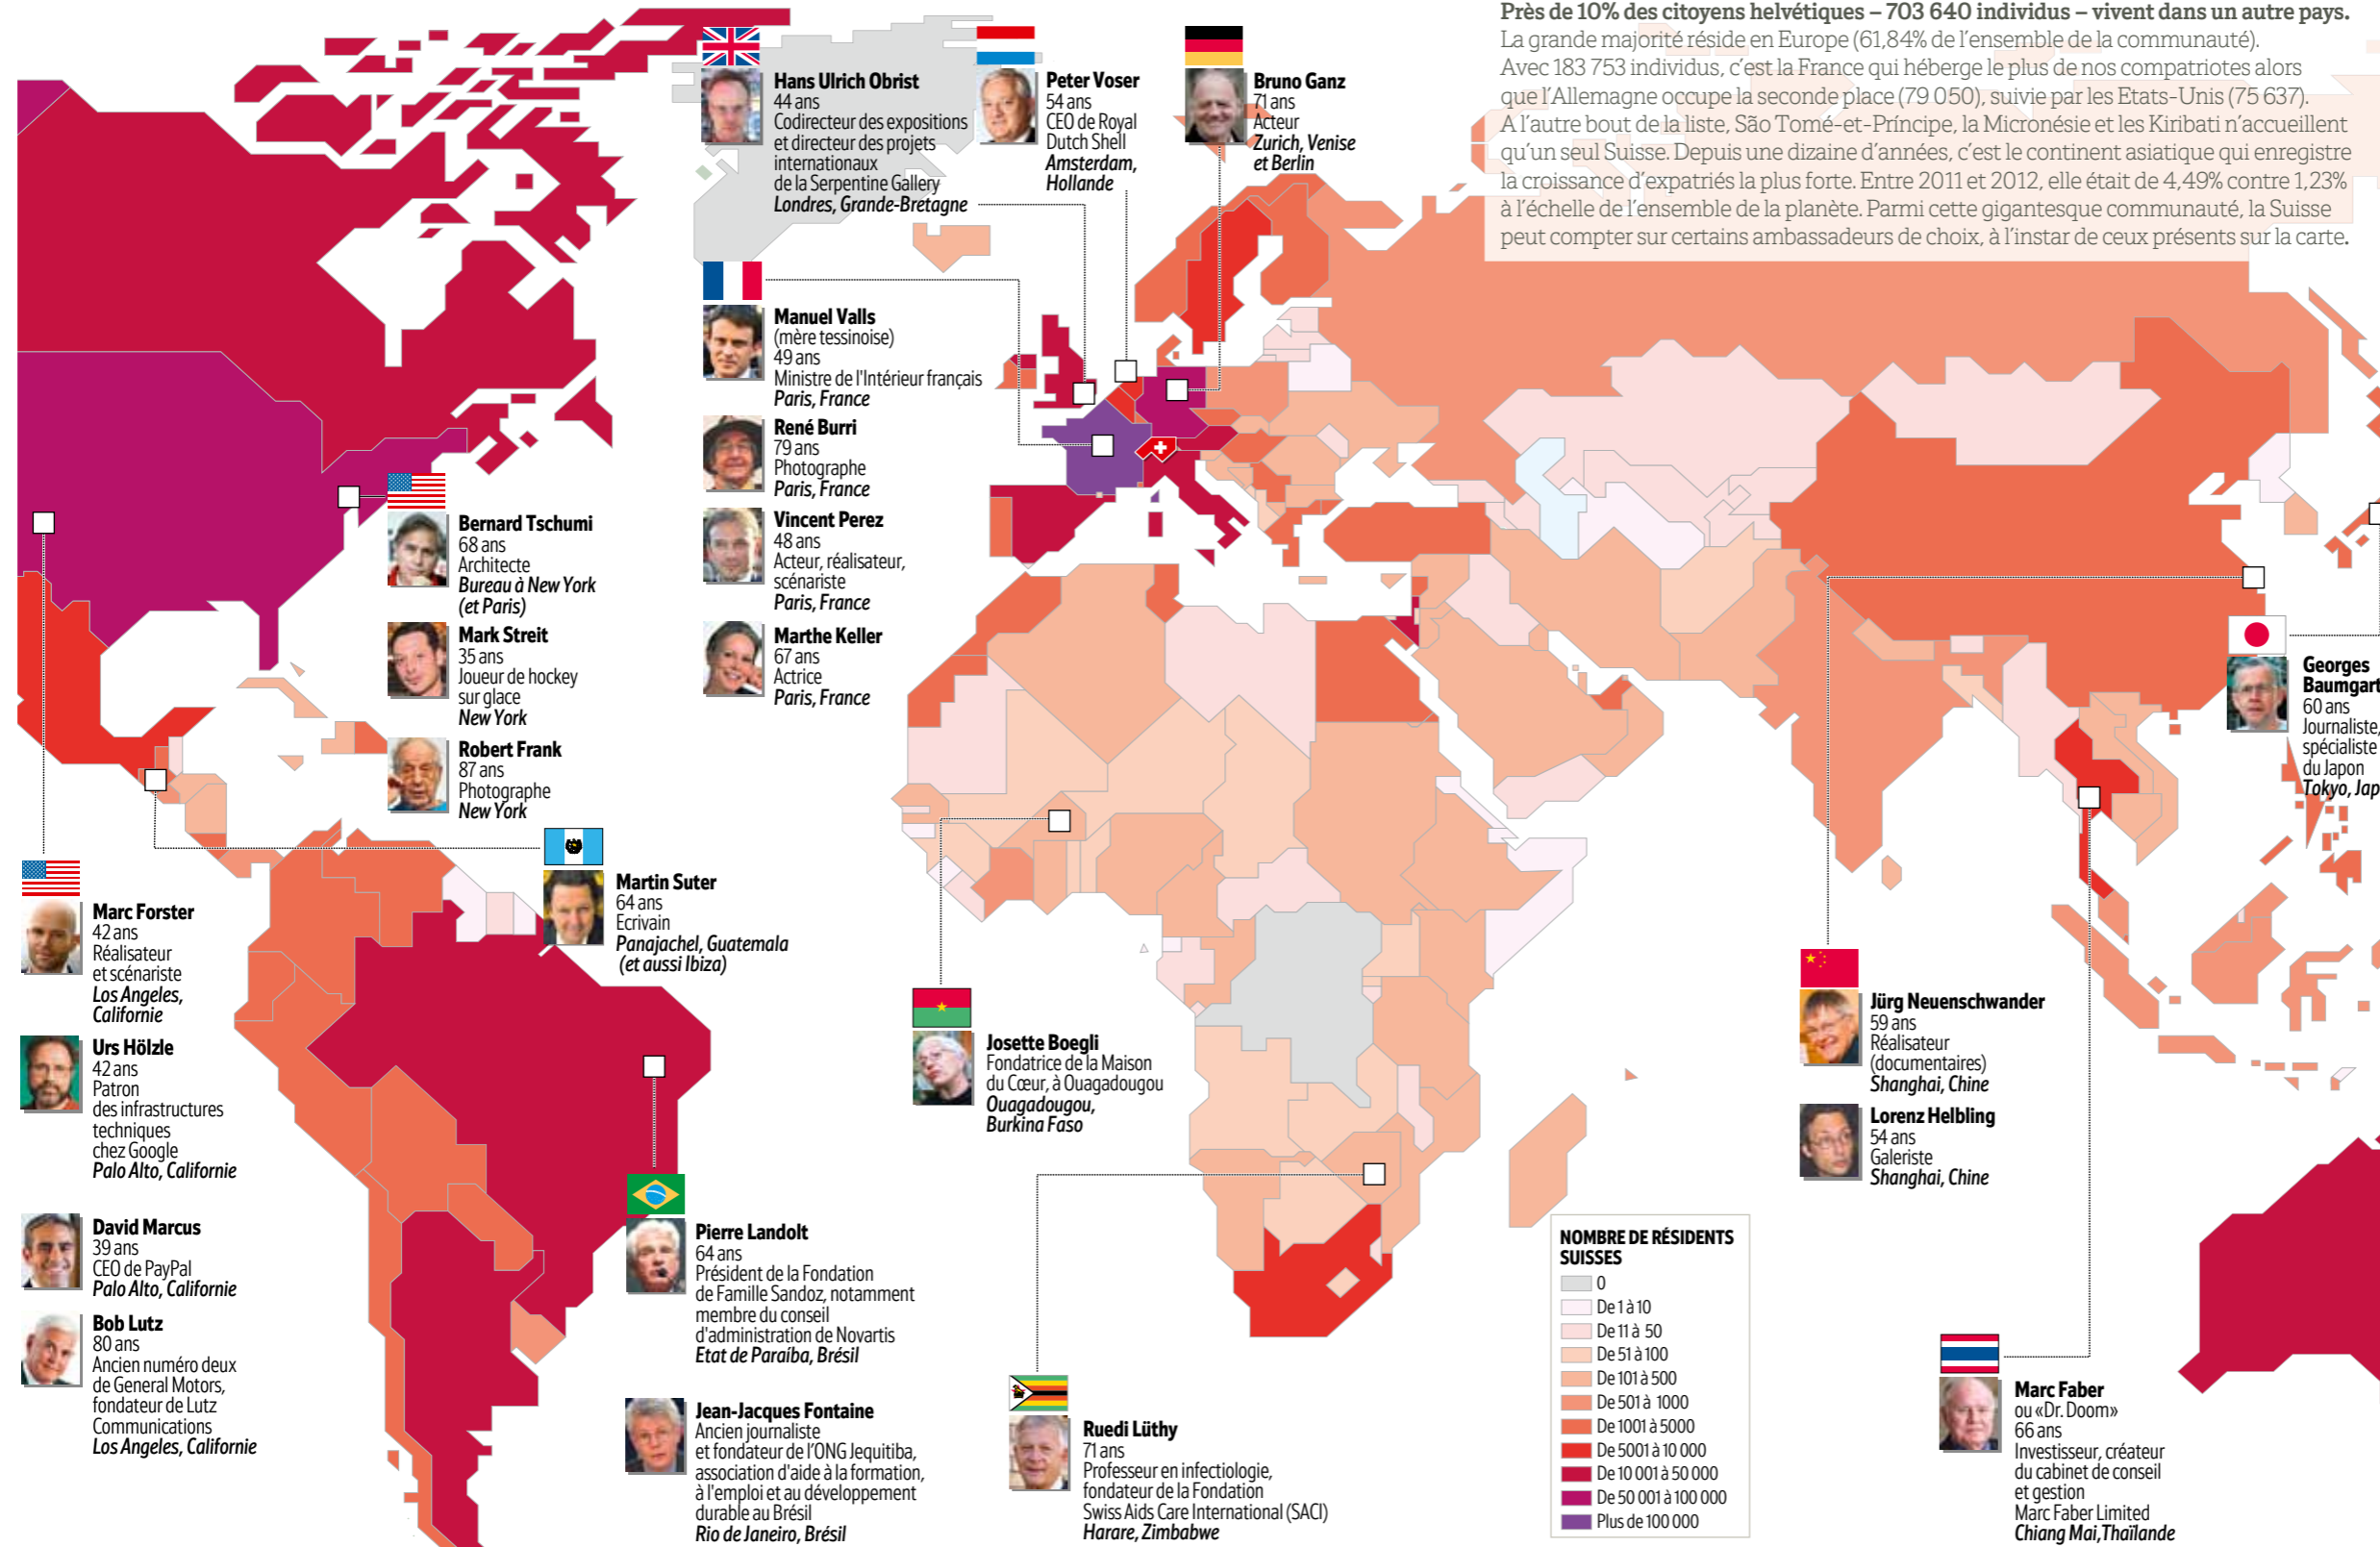 Près de 10% des citoyens helvétiques – 703 640 individus – vivent dans un autre pays.
La grande majorité réside en Europe (61,84% de l'ensemble de la communauté).
Avec 183 753 individus, c'est la France qui héberge le plus de nos compatriotes alors
que l'Allemagne occupe la seconde place (79 050), suivie par les Etats-Unis (75 637).
A l'autre bout de la liste, São Tomé-et-Príncipe, la Micronésie et les Kiribati n'accueillent
qu'un seul Suisse. Depuis une dizaine d'années, c'est le continent asiatique qui enregistre
la croissance d'expatriés la plus forte. Entre 2011 et 2012, elle était de 4,49% contre 1,23%
à l'échelle de l'ensemble de la planète. Parmi cette gigantesque communauté, la Suisse
peut compter sur certains ambassadeurs de choix, à l'instar de ceux présents sur la carte.
Hans Ulrich Obrist
44 ans
Codirecteur des expositions
et directeur des projets
internationaux
de la Serpentine Gallery
Londres, Grande-Bretagne
Peter Voser
54 ans
CEO de Royal
Dutch Shell
Amsterdam,
Hollande
Bruno Ganz
71 ans
Acteur
Zurich, Venise
et Berlin
Manuel Valls
(mère tessinoise)
49 ans
Ministre de l'Intérieur français
Paris, France
René Burri
79 ans
Photographe
Paris, France
Vincent Perez
48 ans
Acteur, réalisateur,
scénariste
Paris, France
Marthe Keller
67 ans
Actrice
Paris, France
Bernard Tschumi
68 ans
Architecte
Bureau à New York
(et Paris)
Mark Streit
35 ans
Joueur de hockey
sur glace
New York
Robert Frank
87 ans
Photographe
New York
Martin Suter
64 ans
Ecrivain
Panajachel, Guatemala
(et aussi Ibiza)
Marc Forster
42 ans
Réalisateur
et scénariste
Los Angeles,
Californie
Urs Hölzle
42 ans
Patron
des infrastructures
techniques
chez Google
Palo Alto, Californie
David Marcus
39 ans
CEO de PayPal
Palo Alto, Californie
Bob Lutz
80 ans
Ancien numéro deux
de General Motors,
fondateur de Lutz
Communications
Los Angeles, Californie
Pierre Landolt
64 ans
Président de la Fondation
de Famille Sandoz, notamment
membre du conseil
d'administration de Novartis
Etat de Paraíba, Brésil
Jean-Jacques Fontaine
Ancien journaliste
et fondateur de l'ONG Jequitiba,
association d'aide à la formation,
à l'emploi et au développement
durable au Brésil
Rio de Janeiro, Brésil
Josette Boegli
Fondatrice de la Maison
du Cœur, à Ouagadougou
Ouagadougou,
Burkina Faso
Ruedi Lüthy
71 ans
Professeur en infectiologie,
fondateur de la Fondation
Swiss Aids Care International (SACI)
Harare, Zimbabwe
Georges
Baumgart
60 ans
Journaliste,
spécialiste
du Japon
Tokyo, Jap
Jürg Neuenschwander
59 ans
Réalisateur
(documentaires)
Shanghai, Chine
Lorenz Helbling
54 ans
Galeriste
Shanghai, Chine
Marc Faber
ou «Dr. Doom»
66 ans
Investisseur, créateur
du cabinet de conseil
et gestion
Marc Faber Limited
Chiang Mai,Thaïlande
NOMBRE DE RÉSIDENTS
SUISSES
0
De 1 à 10
De 11 à 50
De 51 à 100
De 101 à 500
De 501 à 1000
De 1001 à 5000
De 5001 à 10 000
De 10 001 à 50 000
De 50 001 à 100 000
Plus de 100 000